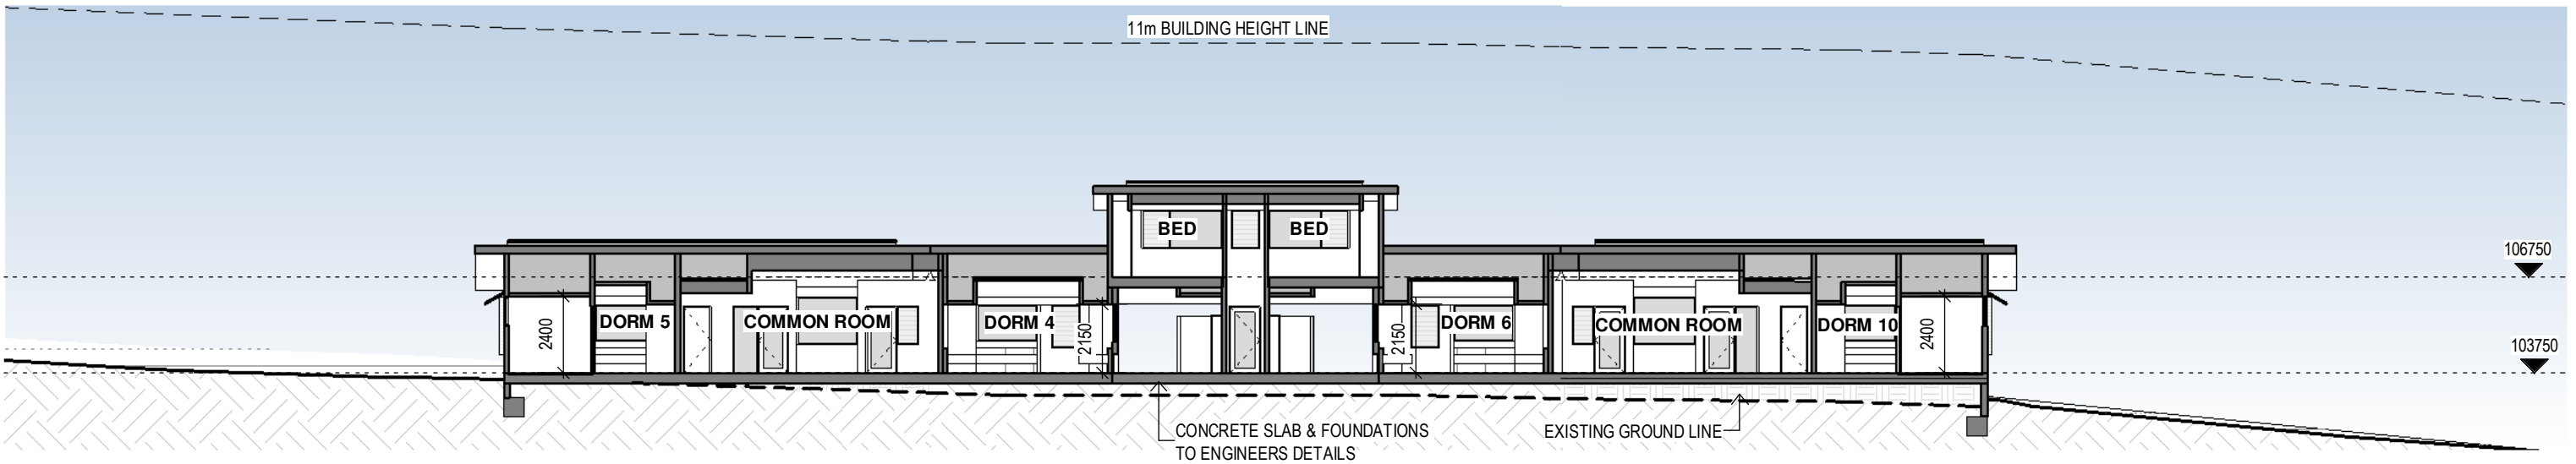 11m BUILDING HEIGHT LINE
BED
BED
106750
DORM 5
COMMON ROOM
DORM 4
DORM 6
COMMON ROOM
DORM 10
2400
2150
2150
2400
103750
CONCRETE SLAB & FOUNDATIONS
TO ENGINEERS DETAILS
EXISTING GROUND LINE